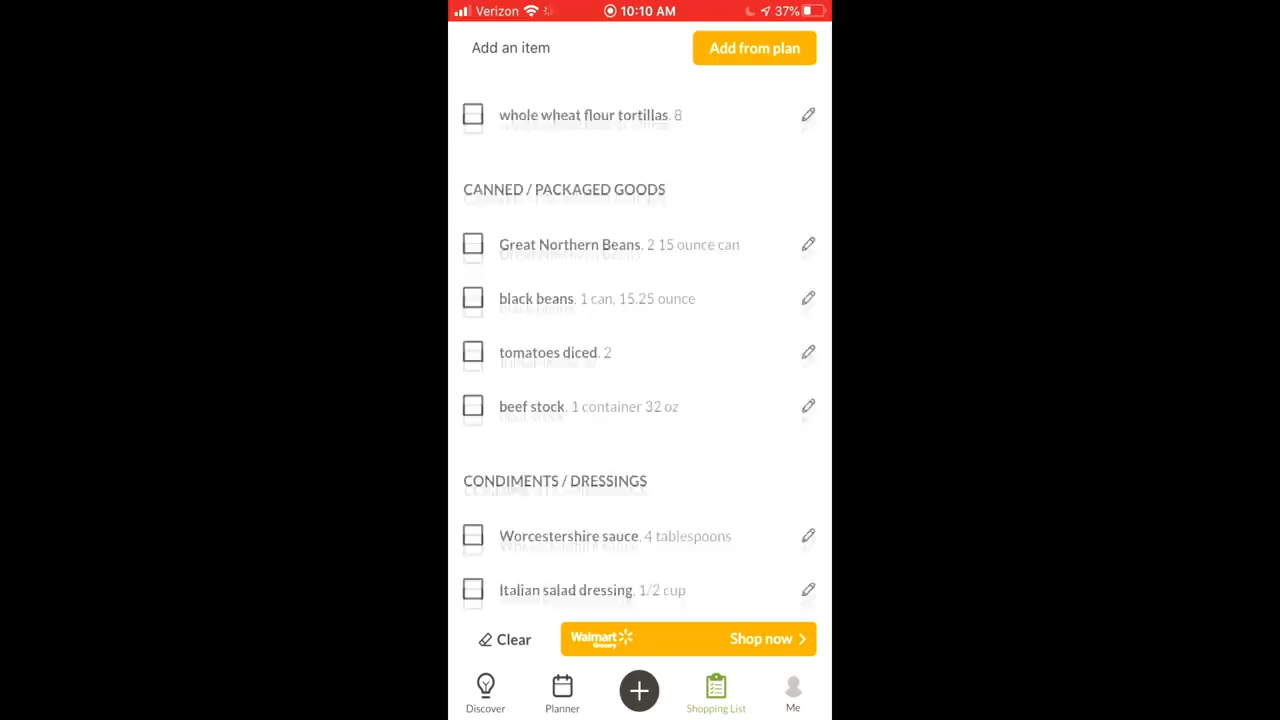 Verizon 10:10 AM 37%
Add an item Add from plan
whole wheat flour tortillas, 8
CANNED / PACKAGED GOODS
Great Northern Beans, 2 15 ounce can
black beans, 1 can, 15.25 ounce
tomatoes diced, 2
beef stock, 1 container 32 oz
CONDIMENTS / DRESSINGS
Worcestershire sauce, 4 tablespoons
Italian salad dressing, 1/2 cup
Clear Walmart Grocery Shop now
Discover Planner Shopping List Me